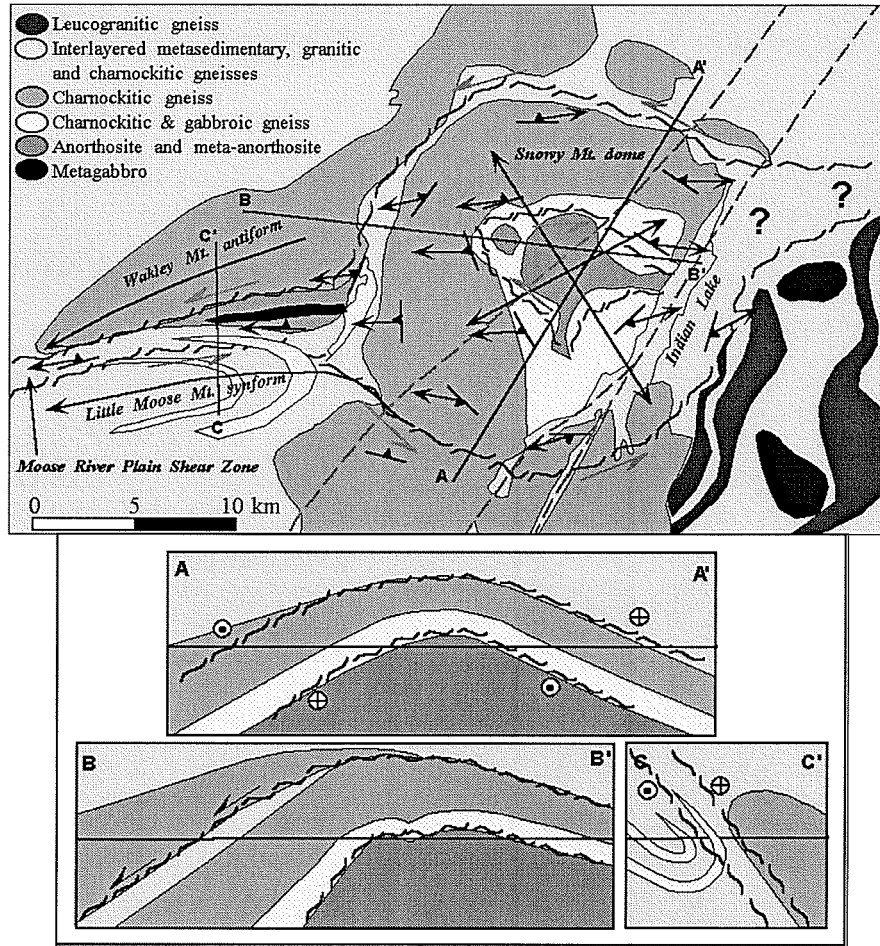 Leucogranitic gneiss
Interlayered metasedimentary, granitic
and charnockitic gneisses
Charnockitic gneiss
Charnockitic & gabbroic gneiss
Anorthosite and meta-anorthosite
Metagabbro
A'
Snowy Mt. dome
B
C'
Wakley Mt. antiform
? ?
B'
Indian Lake
Little Moose Mt. synform
C
Moose River Plain Shear Zone
A
0 5 10 km
A A'
B B'
C C'